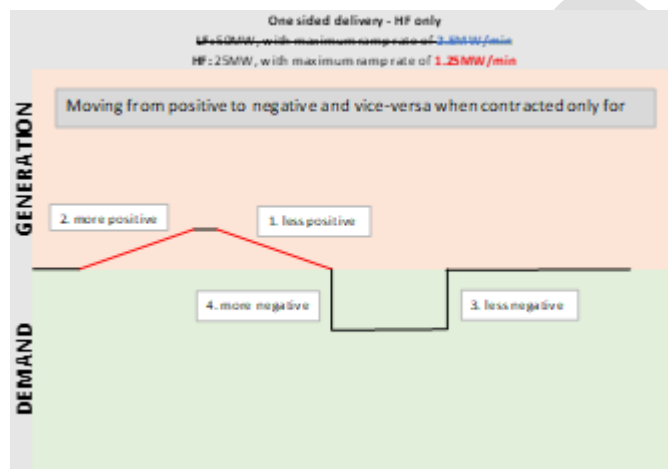 One sided delivery - HF only
LF: 50MW, with maximum ramp rate of 2.5MW/min
HF: 25MW, with maximum ramp rate of 1.25MW/min
GENERATION
Moving from positive to negative and vice-versa when contracted only for
2. more positive
1. less positive
4. more negative
3. less negative
DEMAND